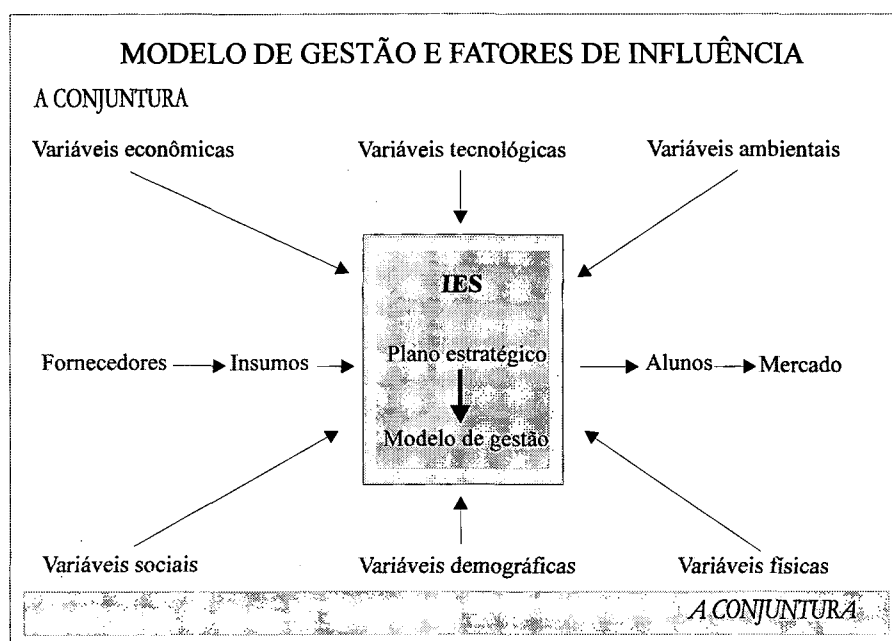 MODELO DE GESTÃO E FATORES DE INFLUÊNCIA
A CONJUNTURA
Variáveis econômicas Variáveis tecnológicas Variáveis ambientais
IES
Plano estratégico
Fornecedores Insumos Alunos Mercado
Modelo de gestão
Variáveis sociais Variáveis demográficas Variáveis físicas
A CONJUNTURA